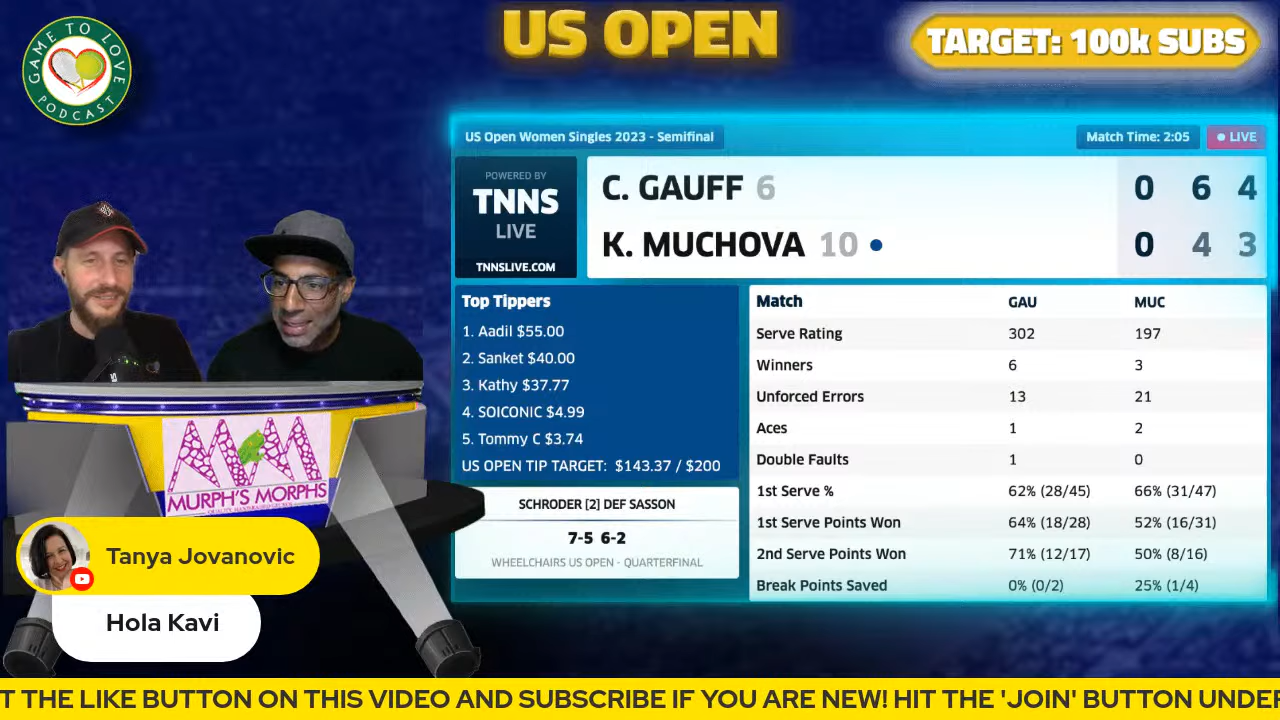 GAME TO LOVE
PODCAST
US OPEN
TARGET: 100k SUBS
US Open Women Singles 2023 - Semifinal
Match Time: 2:05
LIVE
POWERED BY
TNNS
LIVE
TNNSLIVE.COM
C. GAUFF 6 0 6 4
K. MUCHOVA 10 0 4 3
Top Tippers
1. Aadil $55.00
2. Sanket $40.00
3. Kathy $37.77
4. SOICONIC $4.99
5. Tommy C $3.74
US OPEN TIP TARGET: $143.37 / $200
SCHRODER [2] DEF SASSON
7-5 6-2
WHEELCHAIRS US OPEN - QUARTERFINAL
Match GAU MUC
Serve Rating 302 197
Winners 6 3
Unforced Errors 13 21
Aces 1 2
Double Faults 1 0
1st Serve % 62% (28/45) 66% (31/47)
1st Serve Points Won 64% (18/28) 52% (16/31)
2nd Serve Points Won 71% (12/17) 50% (8/16)
Break Points Saved 0% (0/2) 25% (1/4)
MM
MURPH'S MORPHS
Tanya Jovanovic
Hola Kavi
T THE LIKE BUTTON ON THIS VIDEO AND SUBSCRIBE IF YOU ARE NEW! HIT THE 'JOIN' BUTTON UNDER